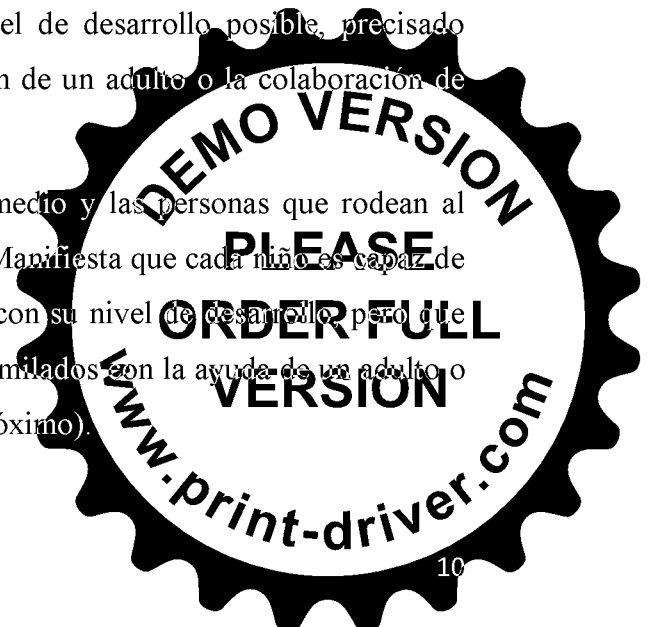 el de desarrollo posible, precisado
n de un adulto o la colaboración de
medio y las personas que rodean al
Manifiesta que cada niño es capaz de
con su nivel de desarrollo, pero que
milados con la ayuda de un adulto o
óximo).
DEMO VERSION
PLEASE
ORDER FULL
VERSION
www.print-driver.com
10